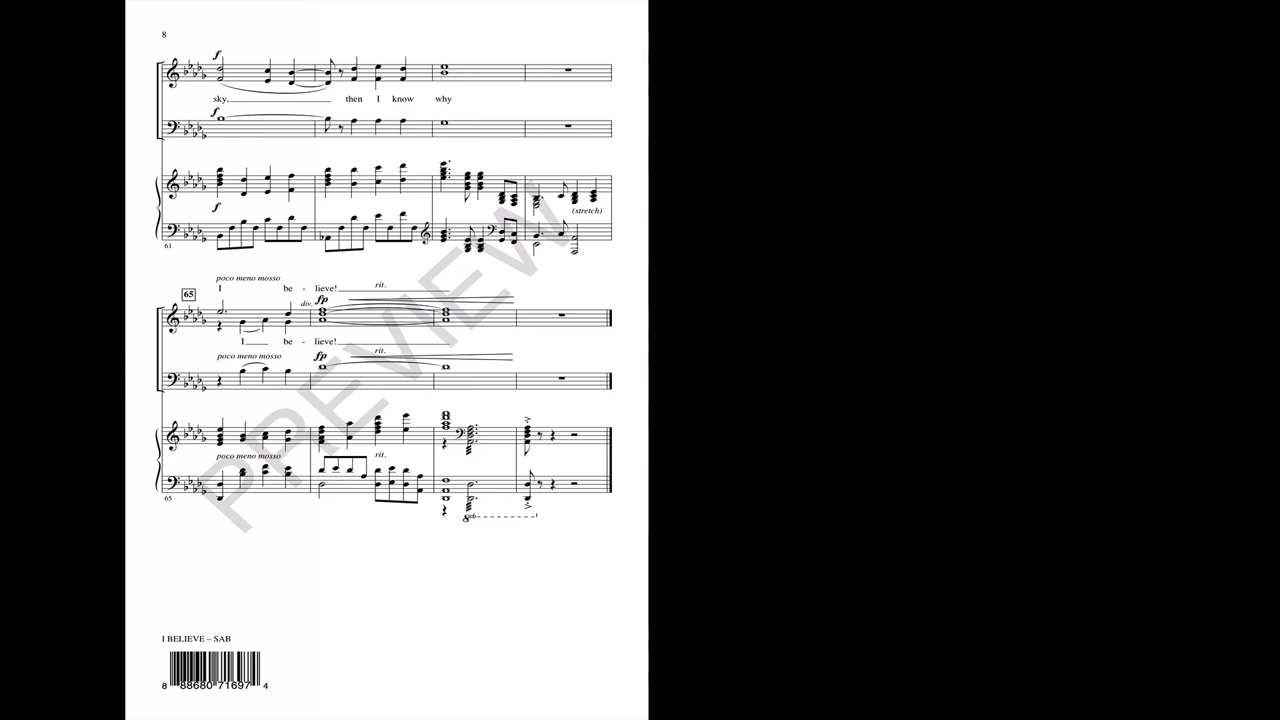 8
f
sky, then I know why
f
f
(stretch)
61
poco meno mosso
I be - lieve! rit.
65
div. fp
I be - lieve!
poco meno mosso fp rit.
poco meno mosso rit.
65
8vb
PREVIEW
I BELIEVE – SAB
8 88680 71697 4